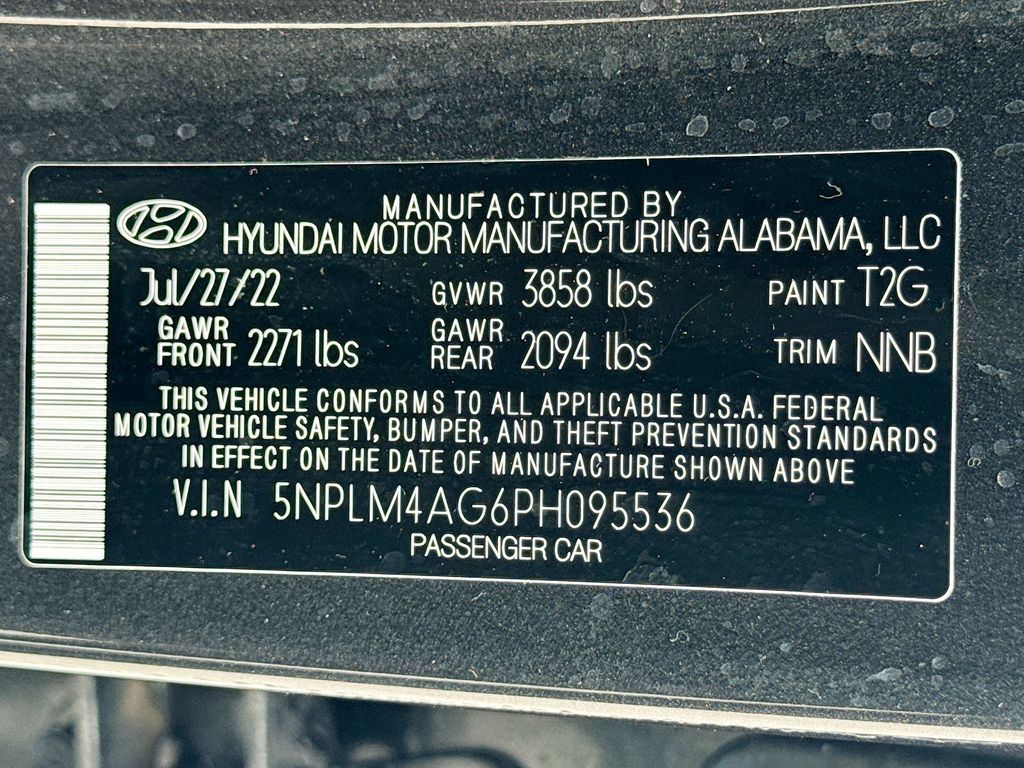 MANUFACTURED BY
HYUNDAI MOTOR MANUFACTURING ALABAMA, LLC
Jul/27/22 GVWR 3858 lbs PAINT T2G
GAWR FRONT 2271 lbs GAWR REAR 2094 lbs TRIM NNB
THIS VEHICLE CONFORMS TO ALL APPLICABLE U.S.A. FEDERAL
MOTOR VEHICLE SAFETY, BUMPER, AND THEFT PREVENTION STANDARDS
IN EFFECT ON THE DATE OF MANUFACTURE SHOWN ABOVE
V.I.N 5NPLM4AG6PH095536
PASSENGER CAR